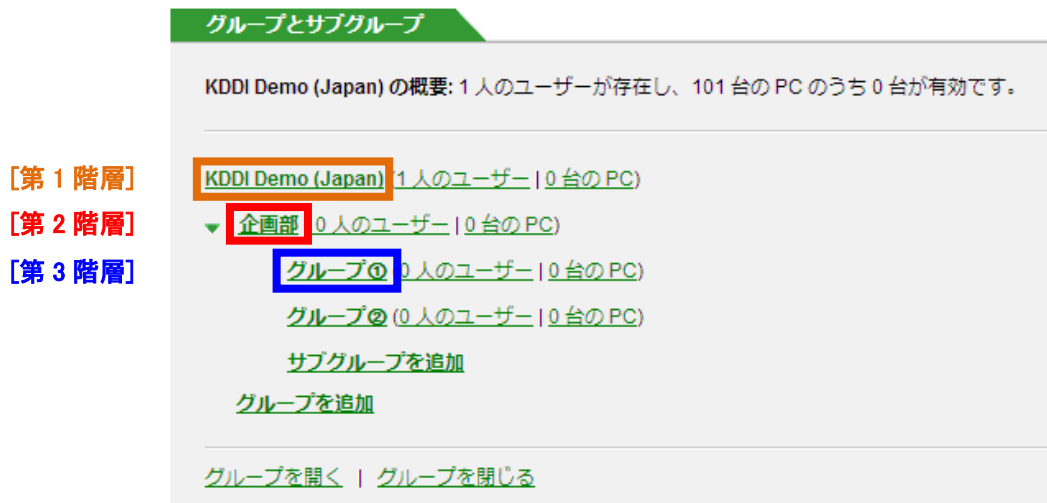 グループとサブグループ
KDDI Demo (Japan) の概要: 1 人のユーザーが存在し、101 台の PC のうち 0 台が有効です。
[第 1 階層] KDDI Demo (Japan) (1 人のユーザー | 0 台の PC)
[第 2 階層] 企画部 (0 人のユーザー | 0 台の PC)
[第 3 階層] グループ① (0 人のユーザー | 0 台の PC)
グループ② (0 人のユーザー | 0 台の PC)
サブグループを追加
グループを追加
グループを開く | グループを閉じる